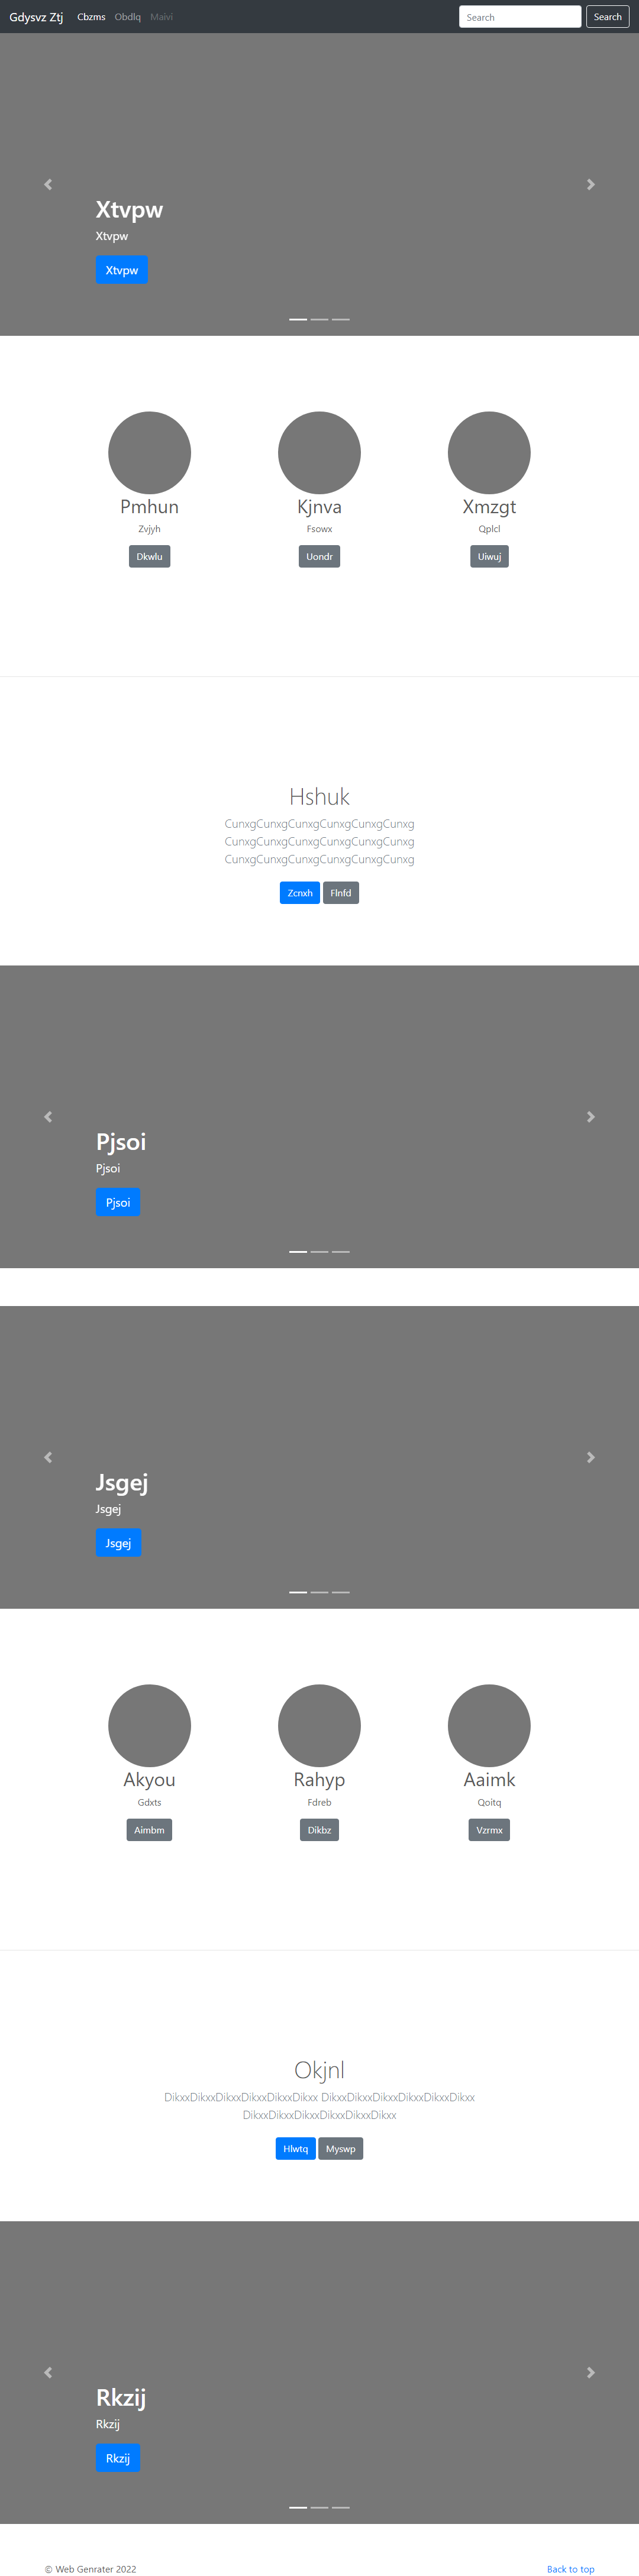 Gdysvz Ztj Cbzms Obdlq Maivi Search Search
Xtvpw
Xtvpw
Xtvpw
Pmhun Kjnva Xmzgt
Zvjyh Fsowx Qplcl
Dkwlu Uondr Uiwuj
Hshuk
CunxgCunxgCunxgCunxgCunxgCunxg
CunxgCunxgCunxgCunxgCunxgCunxg
CunxgCunxgCunxgCunxgCunxgCunxg
Zcnxh Flnfd
Pjsoi
Pjsoi
Pjsoi
Jsgej
Jsgej
Jsgej
Akyou Rahyp Aaimk
Gdxts Fdreb Qoitq
Aimbm Dikbz Vzrmx
Okjnl
DikxxDikxxDikxxDikxxDikxxDikxx DikxxDikxxDikxxDikxxDikxxDikxx
DikxxDikxxDikxxDikxxDikxxDikxx
Hlwtq Myswp
Rkzij
Rkzij
Rkzij
© Web Genrater 2022 Back to top